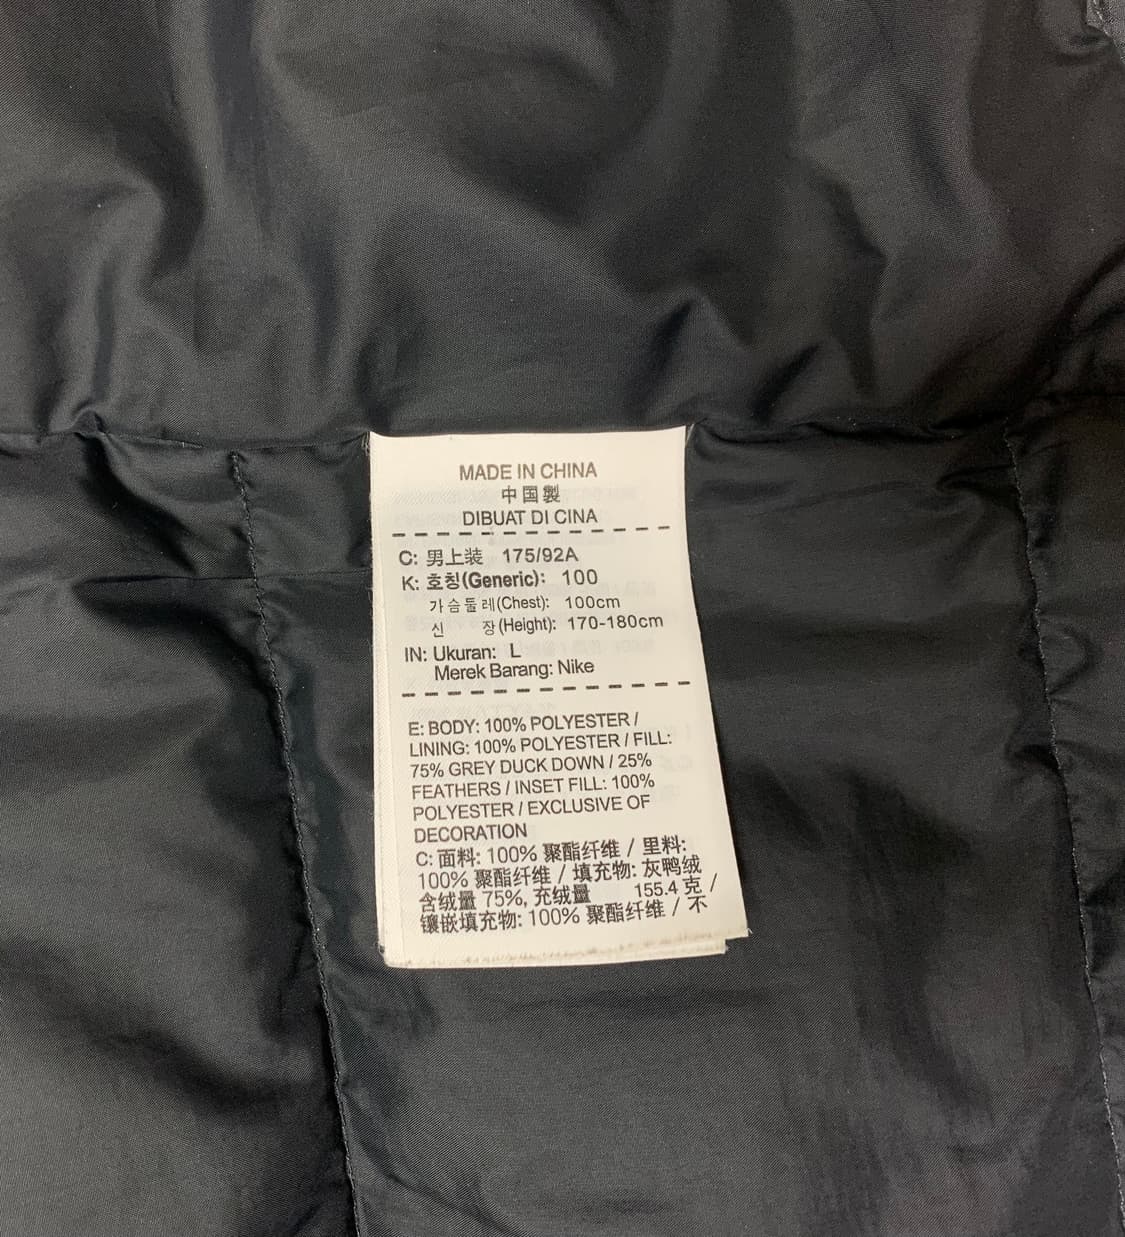 MADE IN CHINA
中国製
DIBUAT DI CINA
C: 男上装 175/92A
K: 호칭(Generic): 100
가슴둘레(Chest): 100cm
신 장(Height): 170-180cm
IN: Ukuran: L
Merek Barang: Nike
E: BODY: 100% POLYESTER /
LINING: 100% POLYESTER / FILL:
75% GREY DUCK DOWN / 25%
FEATHERS / INSET FILL: 100%
POLYESTER / EXCLUSIVE OF
DECORATION
C: 面料: 100% 聚酯纤维 / 里料:
100% 聚酯纤维 / 填充物: 灰鸭绒
含绒量 75%, 充绒量 155.4 克 /
镶嵌填充物: 100% 聚酯纤维 / 不